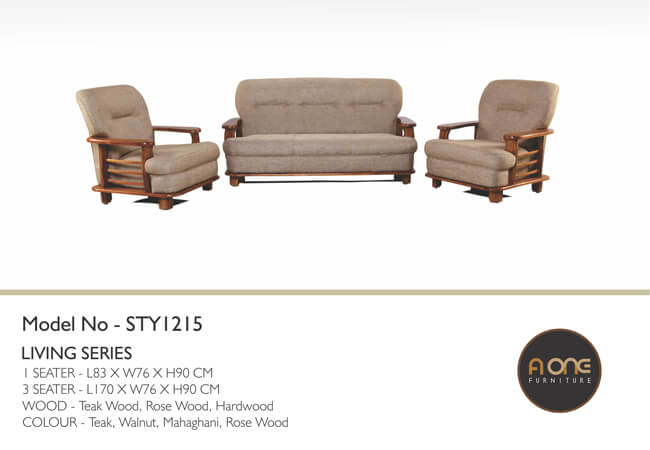 Model No - STY1215
LIVING SERIES
1 SEATER - L83 X W76 X H90 CM
3 SEATER - L170 X W76 X H90 CM
WOOD - Teak Wood, Rose Wood, Hardwood
COLOUR - Teak, Walnut, Mahaghani, Rose Wood
A ONE
FURNITURE